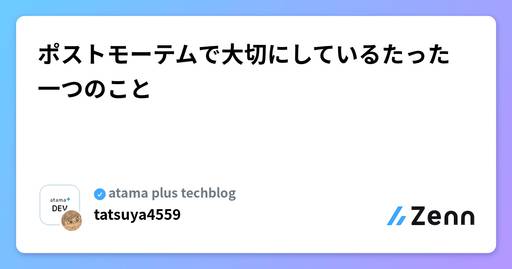 ポストモーテムで大切にしているたった
一つのこと
atama+
DEV
atama plus techblog
tatsuya4559
Zenn